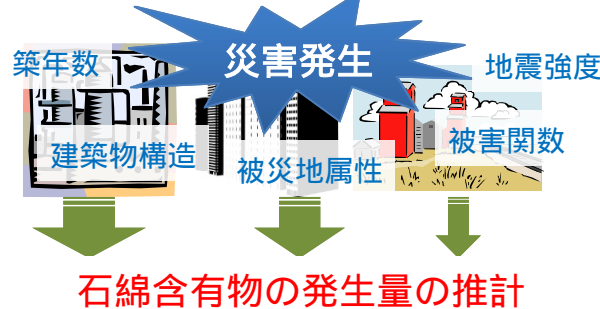 災害発生
築年数
地震強度
建築物構造
被災地属性
被害関数
石綿含有物の発生量の推計